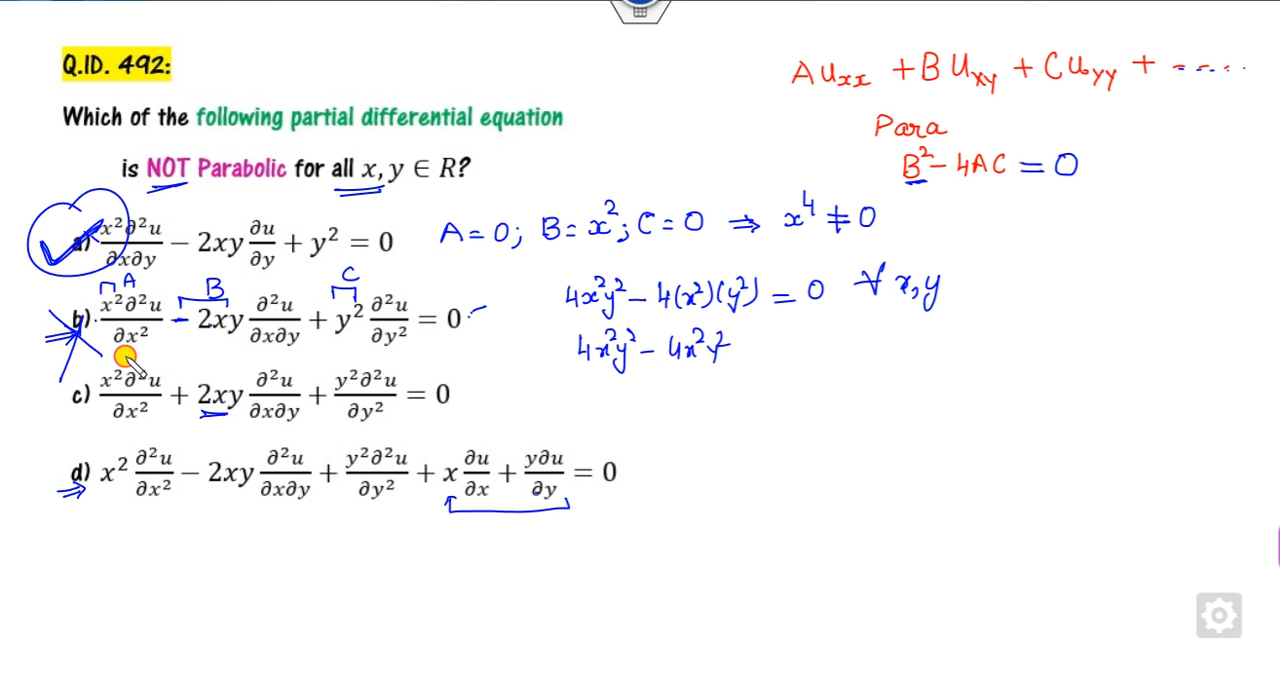 Q.ID. 492:
A Uxx + B Uxy + C Uyy + -----
Which of the following partial differential equation
is NOT Parabolic for all x, y ∈ R?
Para
B² - 4AC = 0
a) x²∂²u/∂x∂y − 2xy ∂u/∂y + y² = 0
A = 0; B = x²; C = 0 ⇒ x⁴ ≠ 0
A B C
b) x²∂²u/∂x² − 2xy ∂²u/∂x∂y + y² ∂²u/∂y² = 0
4x²y² - 4(x²)(y²) = 0 ∀ x, y
4x²y² - 4x²y²
c) x²∂²u/∂x² + 2xy ∂²u/∂x∂y + y²∂²u/∂y² = 0
d) x² ∂²u/∂x² − 2xy ∂²u/∂x∂y + y²∂²u/∂y² + x ∂u/∂x + y∂u/∂y = 0